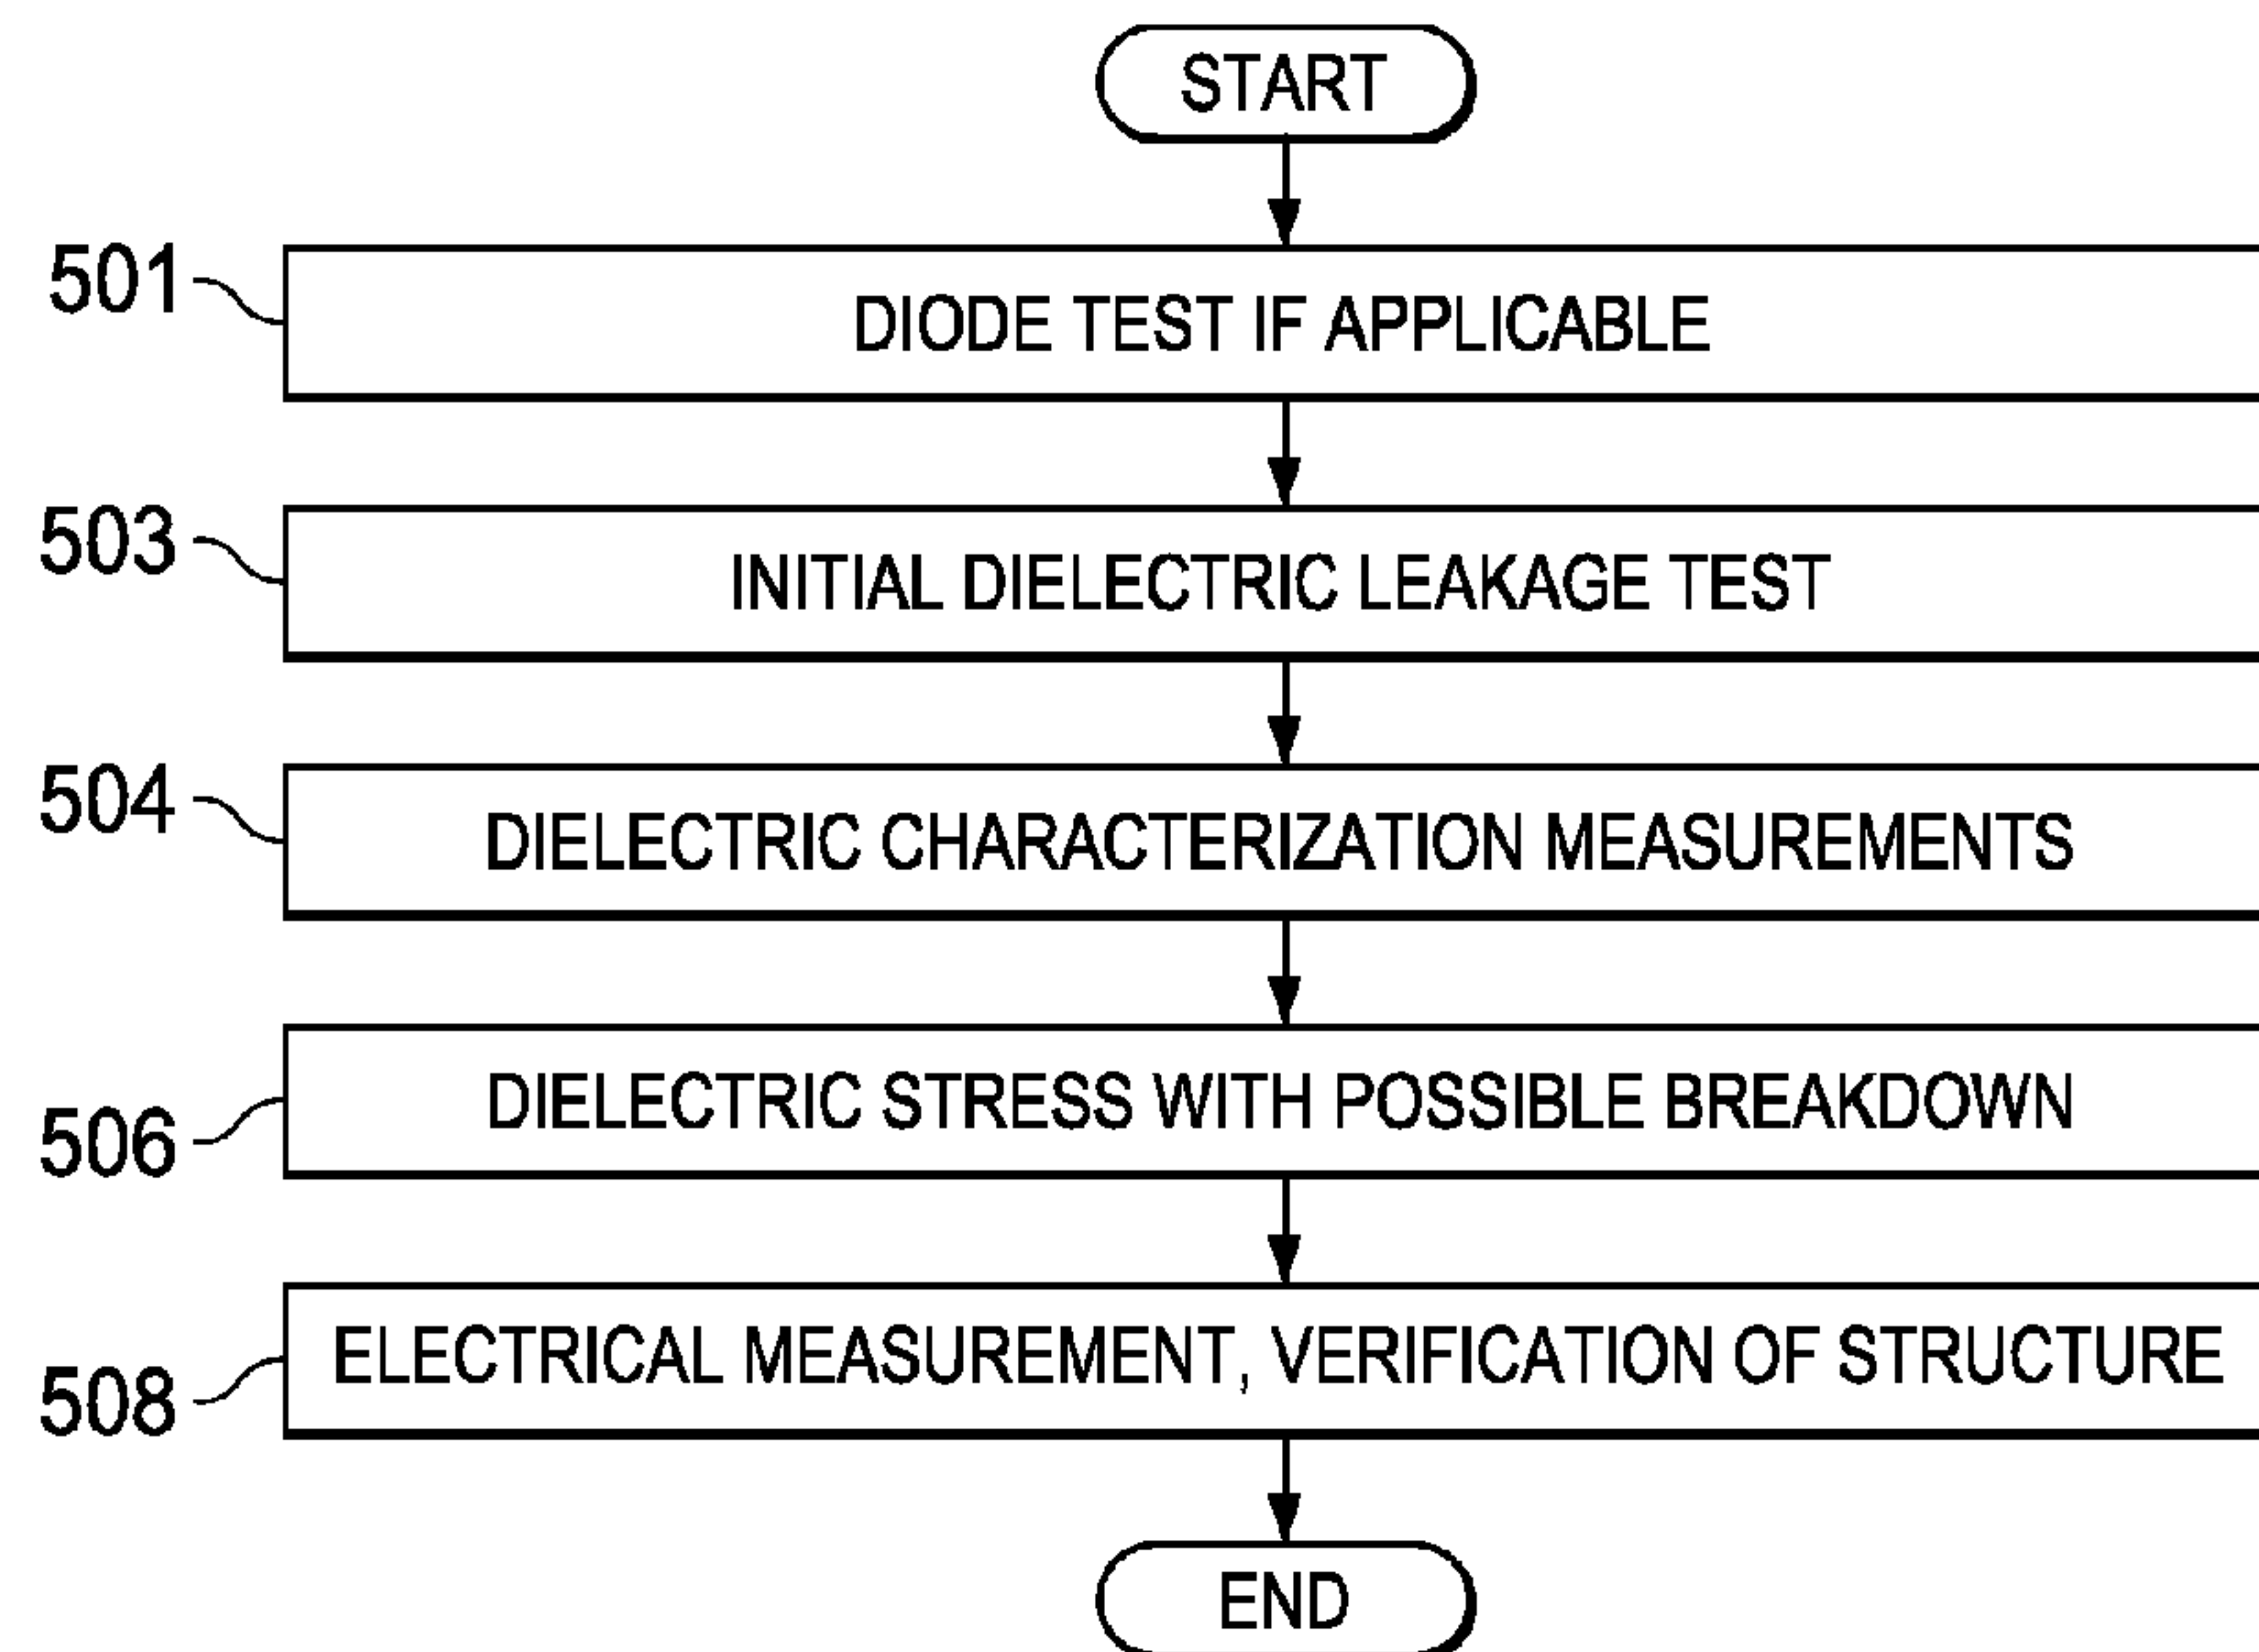 START
501
DIODE TEST IF APPLICABLE
503
INITIAL DIELECTRIC LEAKAGE TEST
504
DIELECTRIC CHARACTERIZATION MEASUREMENTS
506
DIELECTRIC STRESS WITH POSSIBLE BREAKDOWN
508
ELECTRICAL MEASUREMENT, VERIFICATION OF STRUCTURE
END